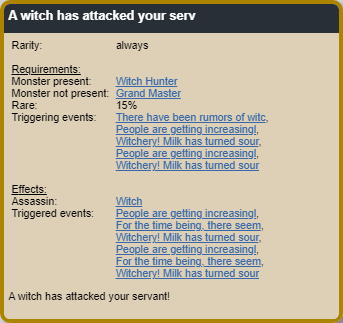 A witch has attacked your serv
Rarity: always
Requirements:
Monster present: Witch Hunter
Monster not present: Grand Master
Rare: 15%
Triggering events: There have been rumors of witc,
People are getting increasingl,
Witchery! Milk has turned sour,
People are getting increasingl,
Witchery! Milk has turned sour
Effects:
Assassin: Witch
Triggered events: People are getting increasingl,
For the time being, there seem,
Witchery! Milk has turned sour,
People are getting increasingl,
For the time being, there seem,
Witchery! Milk has turned sour
A witch has attacked your servant!